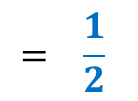 = 1/2